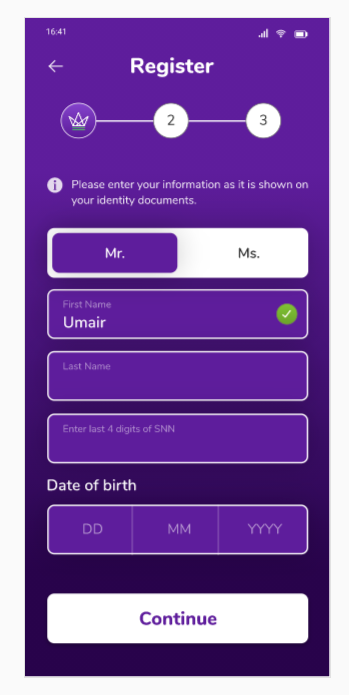 16:41
Register
2 3
Please enter your information as it is shown on
your identity documents.
Mr. Ms.
First Name
Umair
Last Name
Enter last 4 digits of SNN
Date of birth
DD MM YYYY
Continue